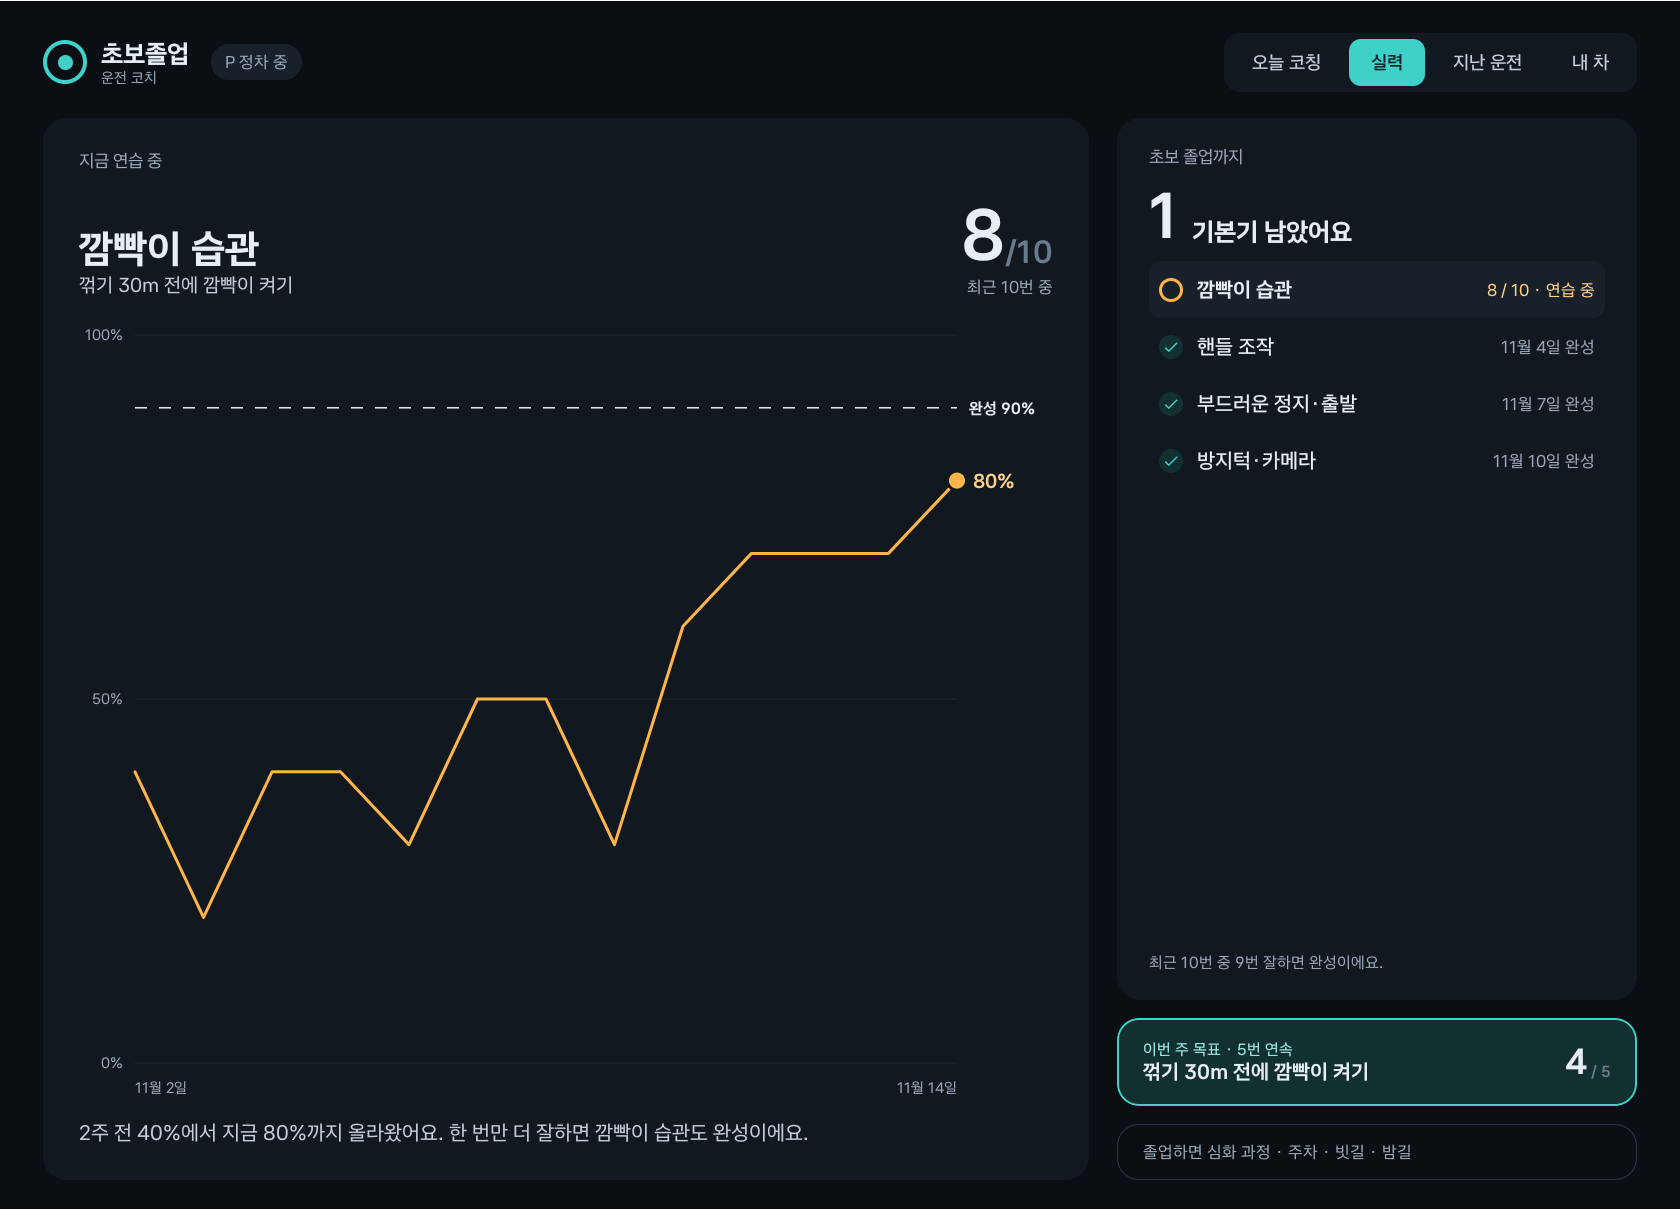 초보졸업
운전 코치
P 정차 중
오늘 코칭
실력
지난 운전
내 차
지금 연습 중
깜빡이 습관
꺾기 30m 전에 깜빡이 켜기
8/10
최근 10번 중
100%
완성 90%
80%
50%
0%
11월 2일
11월 14일
2주 전 40%에서 지금 80%까지 올라왔어요. 한 번만 더 잘하면 깜빡이 습관도 완성이에요.
초보 졸업까지
1 기본기 남았어요
깜빡이 습관 8 / 10 · 연습 중
핸들 조작 11월 4일 완성
부드러운 정지·출발 11월 7일 완성
방지턱·카메라 11월 10일 완성
최근 10번 중 9번 잘하면 완성이에요.
이번 주 목표 · 5번 연속
꺾기 30m 전에 깜빡이 켜기
4 / 5
졸업하면 심화 과정 · 주차 · 빗길 · 밤길